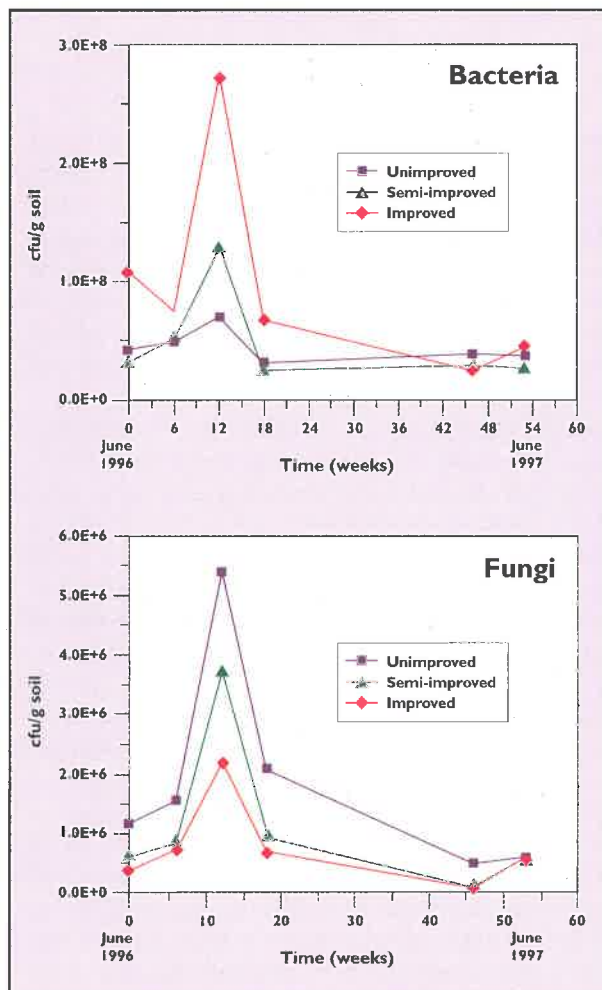 Bacteria
3.0E+8
2.0E+8
1.0E+8
0.0E+0
cfu/g soil
Unimproved
Semi-improved
Improved
0 6 12 18 24 30 36 42 48 54 60
June 1996
June 1997
Time (weeks)
Fungi
6.0E+6
5.0E+6
4.0E+6
3.0E+6
2.0E+6
1.0E+6
0.0E+0
cfu/g soil
Unimproved
Semi-improved
Improved
0 10 20 30 40 50 60
June 1996
June 1997
Time (weeks)